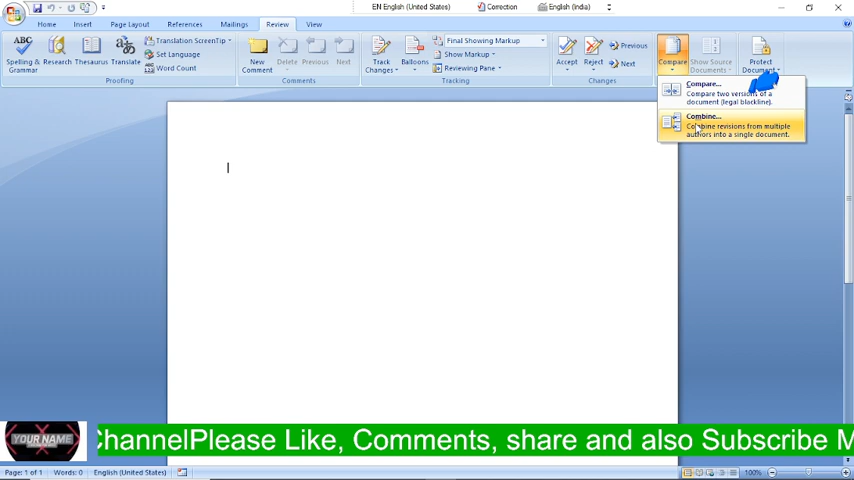 EN English (United States) Correction English (India)
Home Insert Page Layout References Mailings Review View
Spelling & Grammar
Research
Thesaurus
Translate
Translation ScreenTip
Set Language
ABC 123 Word Count
Proofing
New Comment
Delete
Previous
Next
Comments
Track Changes
Balloons
Final Showing Markup
Show Markup
Reviewing Pane
Tracking
Accept
Reject
Previous
Next
Changes
Compare
Show Source Documents
Protect Document
Compare...
Compare two versions of a
document (legal blackline).
Combine...
Combine revisions from multiple
authors into a single document.
YOUR NAME
ChannelPlease Like, Comments, share and also Subscribe M
Page: 1 of 1 Words: 0 English (United States) 100%